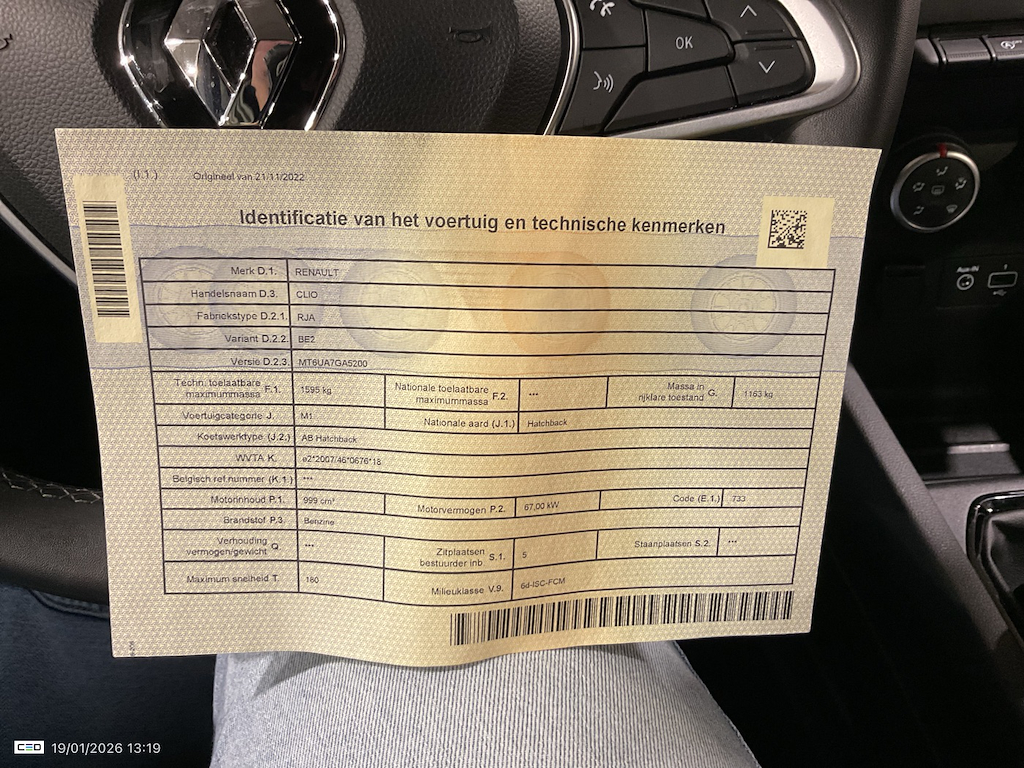 OK
(I.1.) Origineel van 21/11/2022
Identificatie van het voertuig en technische kenmerken
Merk D.1. RENAULT
Handelsnaam D.3. CLIO
Fabriekstype D.2.1. RJA
Variant D.2.2. BE2
Versie D.2.3. MT6UA7GA5200
Techn. toelaatbare maximummassa F.1. 1595 kg Nationale toelaatbare maximummassa F.2. *** Massa in rijklare toestand G. 1163 kg
Voertuigcategorie J. M1 Nationale aard (J.1.) Hatchback
Koetswerktype (J.2.) AB Hatchback
WVTA K. e2*2007/46*0676*18
Belgisch ref.nummer (K.1.) ***
Motorinhoud P.1. 999 cm³ Motorvermogen P.2. 67,00 kW Code (E.1.) 733
Brandstof P.3. Benzine
Verhouding vermogen/gewicht Q. *** Zitplaatsen bestuurder inb. S.1. 5 Staanplaatsen S.2. ***
Maximum snelheid T. 180 Milieuklasse V.9. 6d-ISC-FCM
Aux-IN
CEO 19/01/2026 13:19